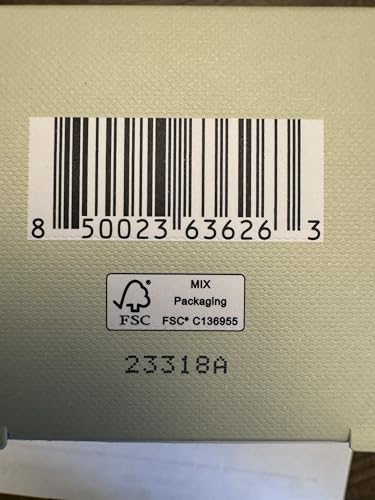 8 50023 63626 3
MIX
Packaging
FSC
FSC® C136955
23318A